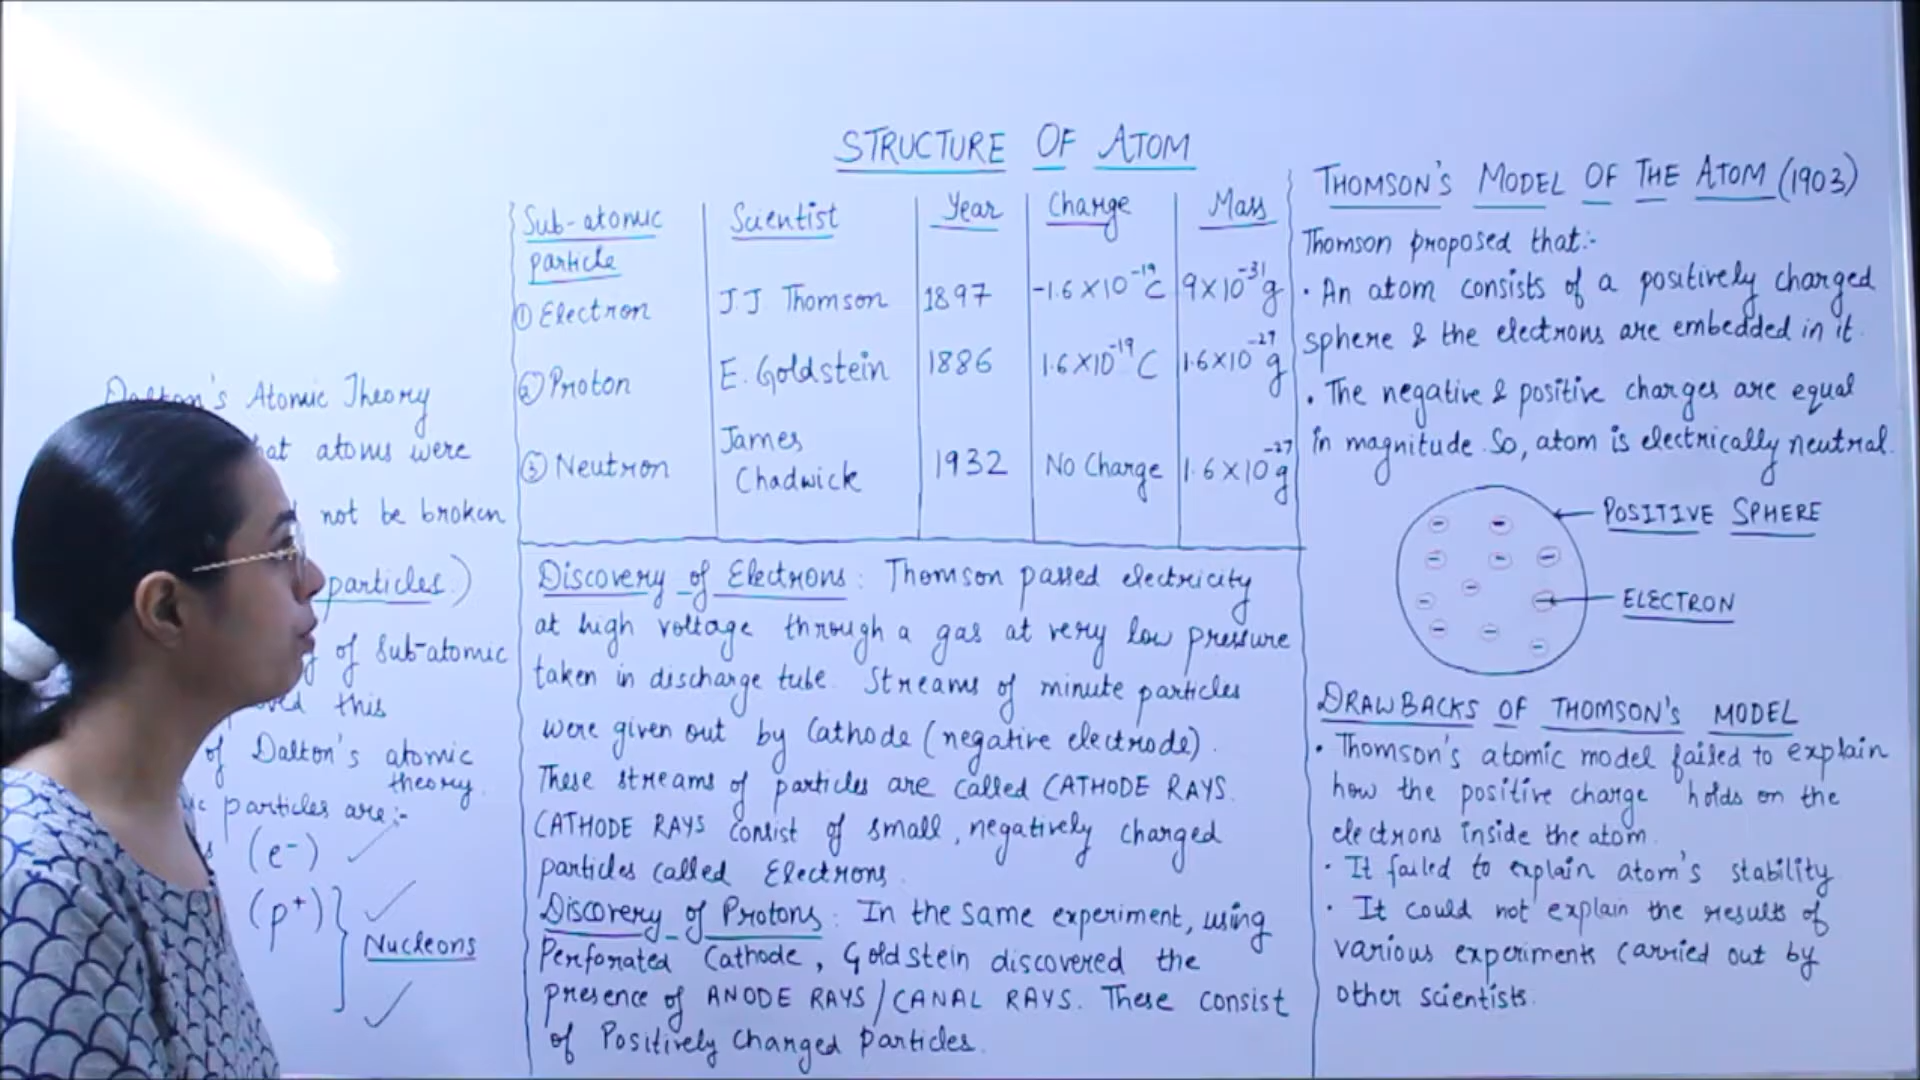 STRUCTURE OF ATOM
Dalton's Atomic Theory
that atoms were
not be broken
particles.)
of Sub-atomic
this
of Dalton's atomic
theory.
particles are:-
(e⁻)
(p⁺)
Nucleons
Sub-atomic particle | Scientist | Year | Charge | Mass
① Electron | J.J. Thomson | 1897 | -1.6×10⁻¹⁹ C | 9×10⁻³¹ g
② Proton | E. Goldstein | 1886 | 1.6×10⁻¹⁹ C | 1.6×10⁻²⁷ g
③ Neutron | James Chadwick | 1932 | No Charge | 1.6×10⁻²⁷ g
Discovery of Electrons: Thomson passed electricity
at high voltage through a gas at very low pressure
taken in discharge tube. Streams of minute particles
were given out by Cathode (negative electrode).
These streams of particles are called CATHODE RAYS.
CATHODE RAYS consist of small, negatively charged
particles called Electrons.
Discovery of Protons: In the same experiment, using
Perforated Cathode, Goldstein discovered the
presence of ANODE RAYS/CANAL RAYS. These consist
of Positively Charged Particles.
THOMSON'S MODEL OF THE ATOM (1903)
Thomson proposed that:-
• An atom consists of a positively charged
sphere & the electrons are embedded in it.
• The negative & positive charges are equal
in magnitude. So, atom is electrically neutral.
POSITIVE SPHERE
ELECTRON
DRAWBACKS OF THOMSON'S MODEL
• Thomson's atomic model failed to explain
how the positive charge holds on the
electrons inside the atom.
• It failed to explain atom's stability
• It could not explain the results of
various experiments carried out by
other scientists.